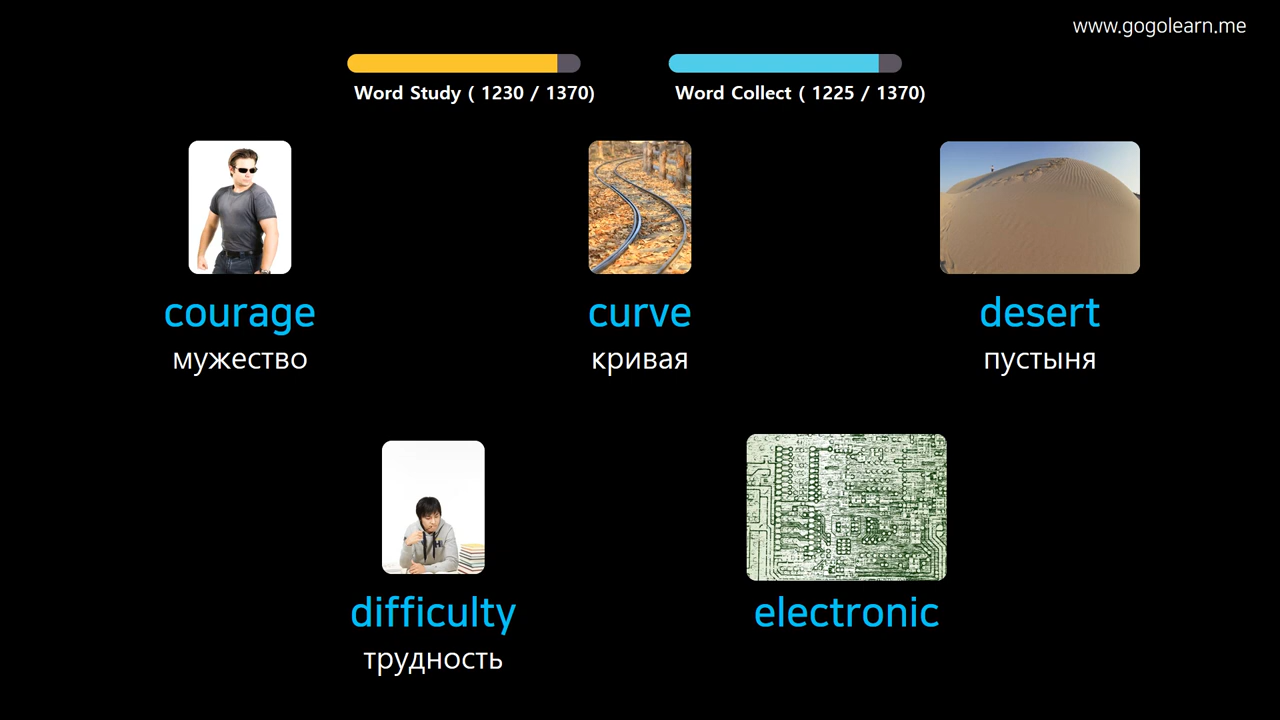 www.gogolearn.me
Word Study ( 1230 / 1370)
Word Collect ( 1225 / 1370)
courage
мужество
curve
кривая
desert
пустыня
difficulty
трудность
electronic